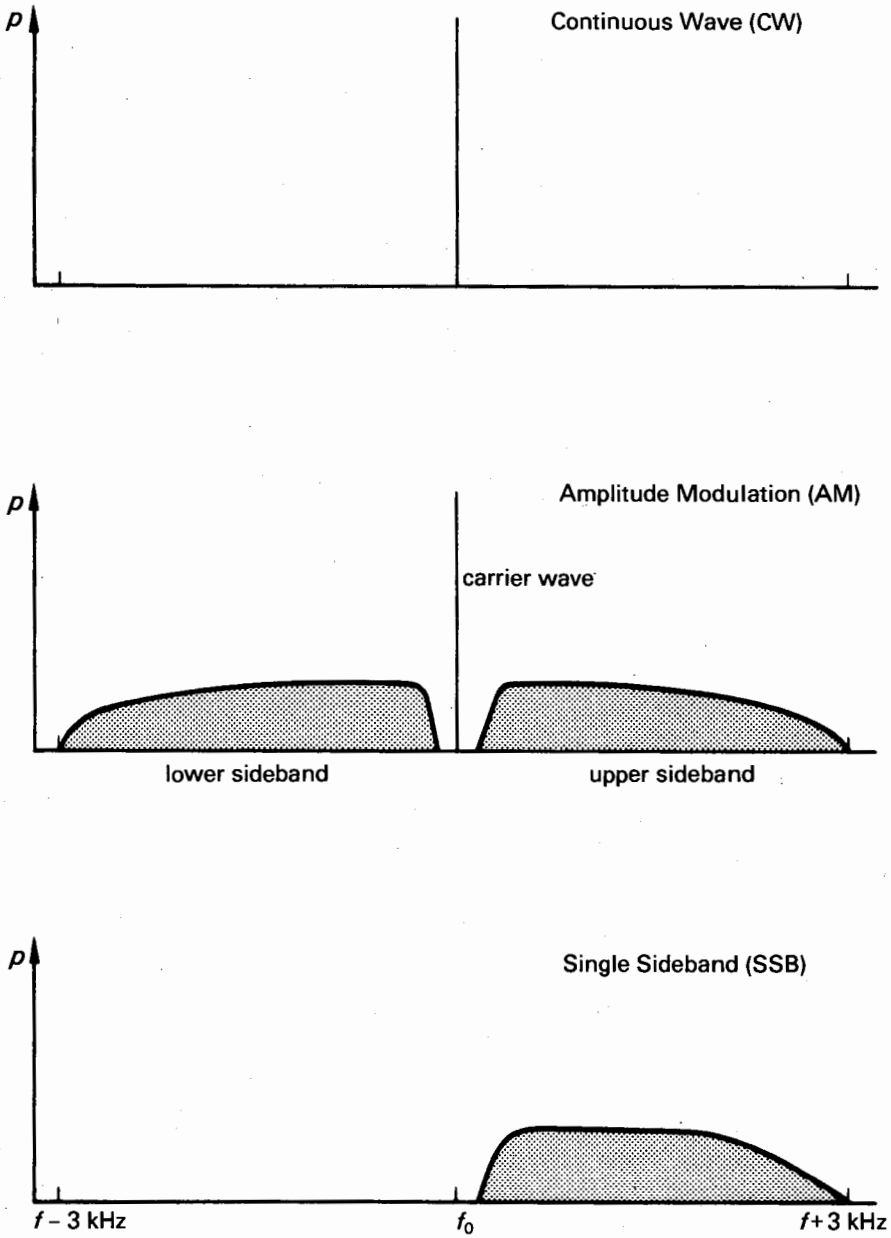 p
Continuous Wave (CW)
p
Amplitude Modulation (AM)
carrier wave
lower sideband
upper sideband
p
Single Sideband (SSB)
f − 3 kHz
f₀
f+3 kHz